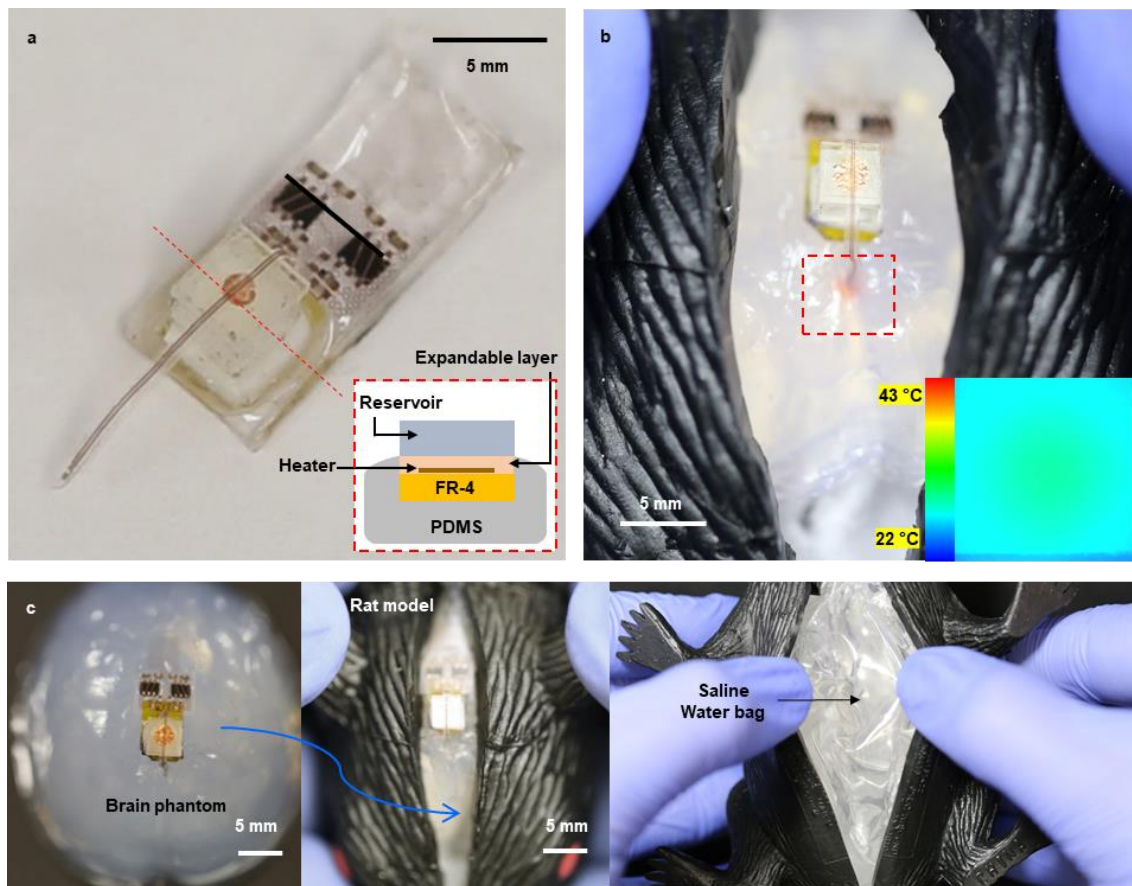 a
5 mm
Expandable layer
Reservoir
Heater
FR-4
PDMS
b
43 °C
5 mm
22 °C
c
Rat model
Brain phantom
5 mm
5 mm
Saline
Water bag